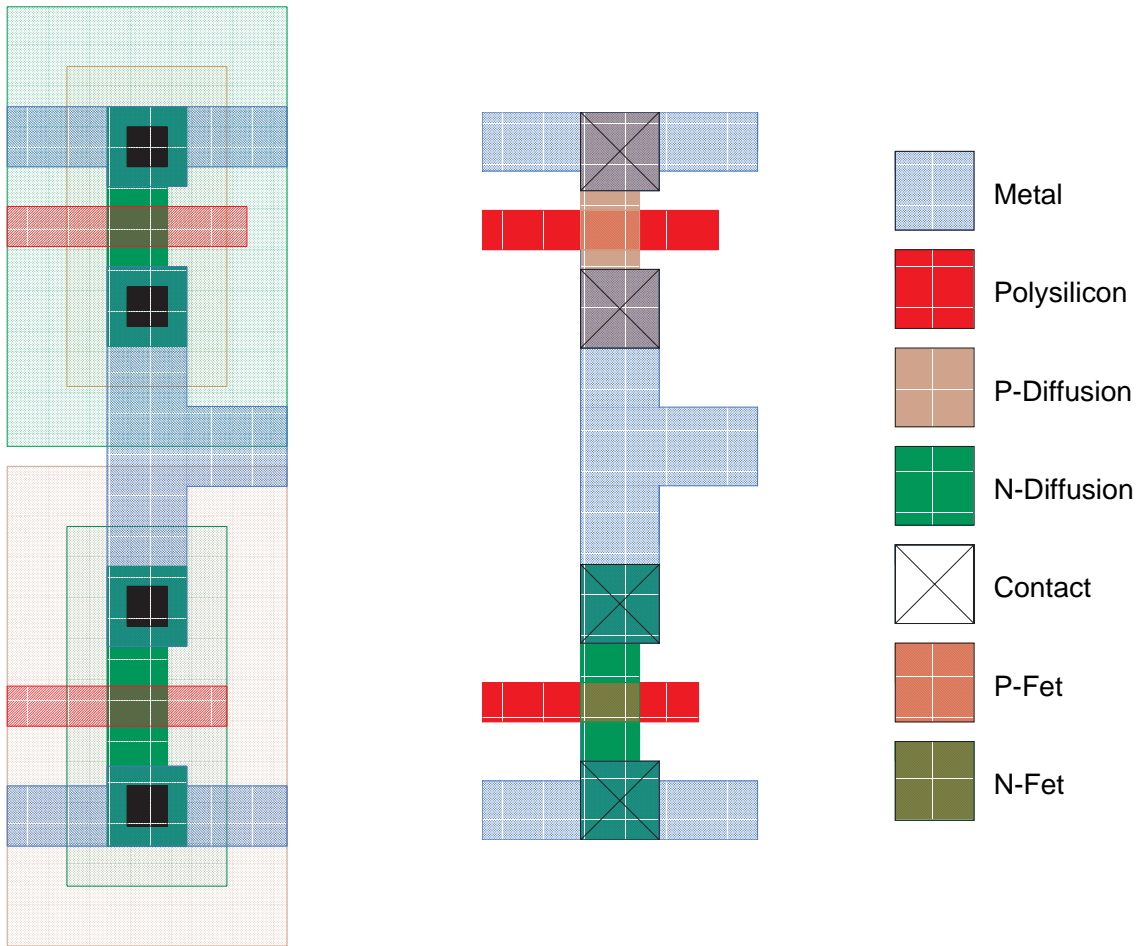 Metal
Polysilicon
P-Diffusion
N-Diffusion
Contact
P-Fet
N-Fet